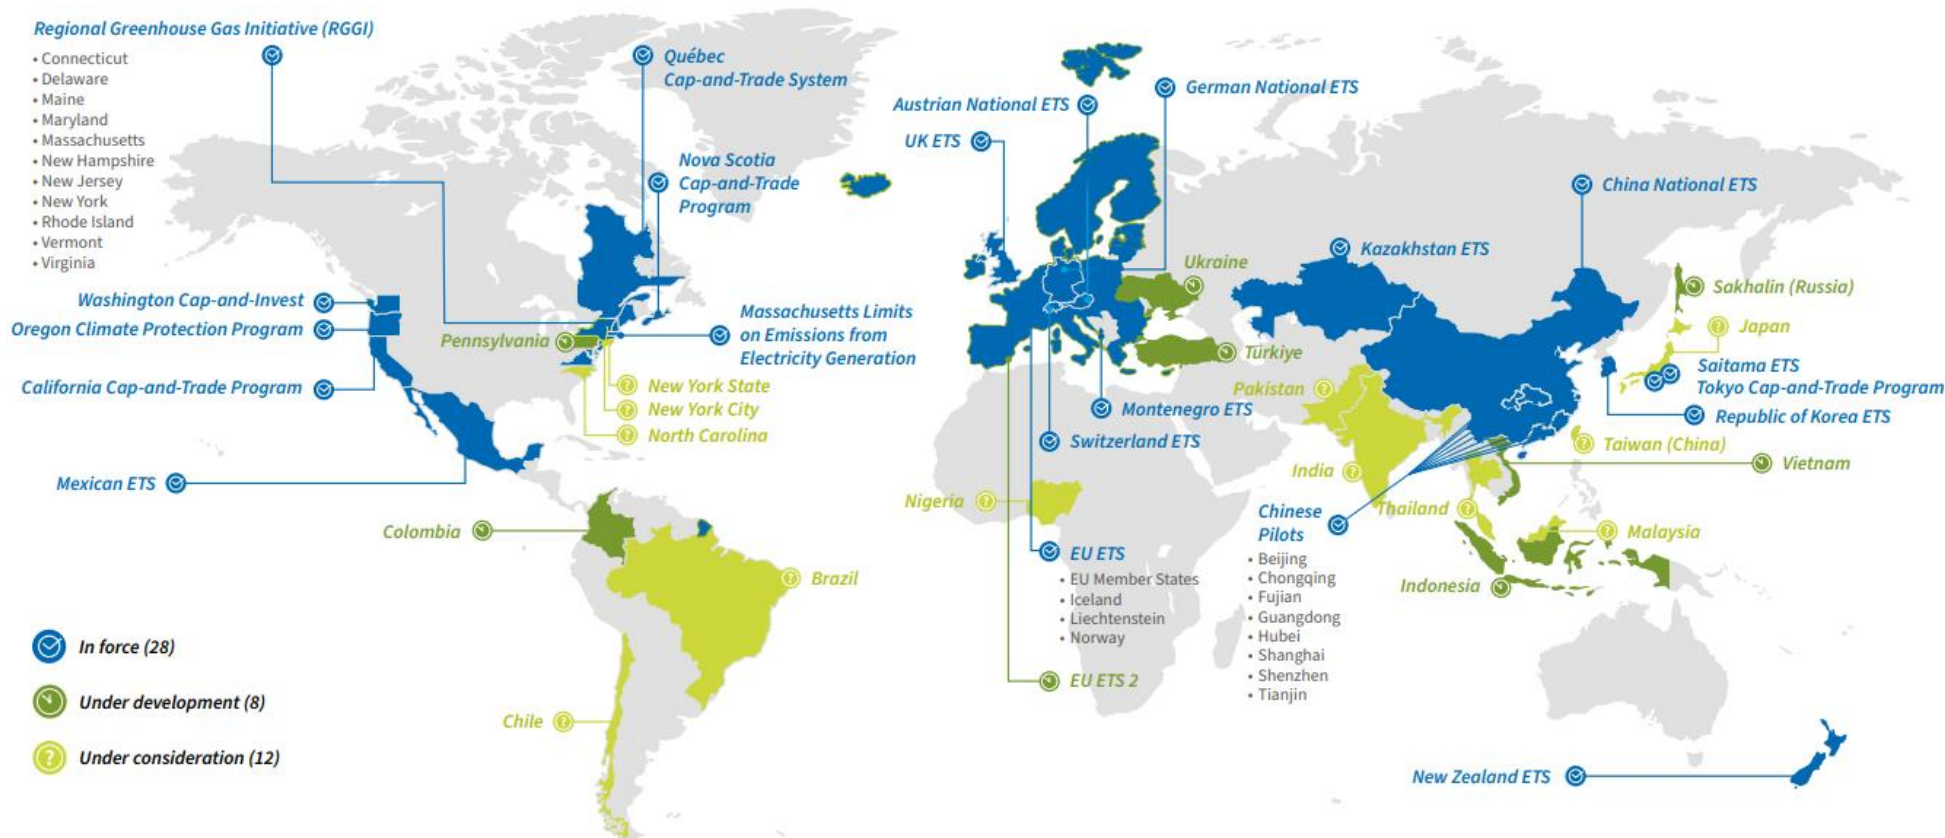 Regional Greenhouse Gas Initiative (RGGI)
• Connecticut
• Delaware
• Maine
• Maryland
• Massachusetts
• New Hampshire
• New Jersey
• New York
• Rhode Island
• Vermont
• Virginia
Washington Cap-and-Invest
Oregon Climate Protection Program
California Cap-and-Trade Program
Mexican ETS
Québec
Cap-and-Trade System
Nova Scotia
Cap-and-Trade
Program
Massachusetts Limits
on Emissions from
Electricity Generation
Pennsylvania
New York State
New York City
North Carolina
Colombia
Brazil
Chile
In force (28)
Under development (8)
Under consideration (12)
Austrian National ETS
German National ETS
UK ETS
Ukraine
Türkiye
Montenegro ETS
Switzerland ETS
Nigeria
EU ETS
• EU Member States
• Iceland
• Liechtenstein
• Norway
EU ETS 2
Kazakhstan ETS
China National ETS
Pakistan
India
Thailand
Chinese
Pilots
• Beijing
• Chongqing
• Fujian
• Guangdong
• Hubei
• Shanghai
• Shenzhen
• Tianjin
Sakhalin (Russia)
Japan
Saitama ETS
Tokyo Cap-and-Trade Program
Republic of Korea ETS
Taiwan (China)
Vietnam
Malaysia
Indonesia
New Zealand ETS